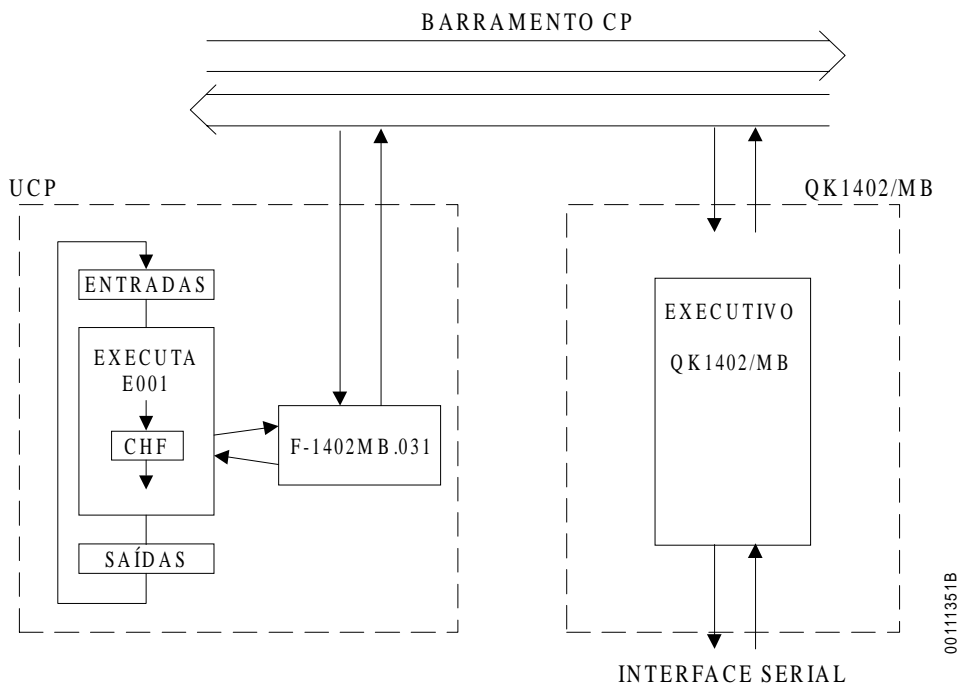 BARRAMENTO CP
UCP
QK1402/MB
ENTRADAS
EXECUTA
E001
CHF
SAÍDAS
F-1402MB.031
EXECUTIVO
QK1402/MB
INTERFACE SERIAL
00111351B